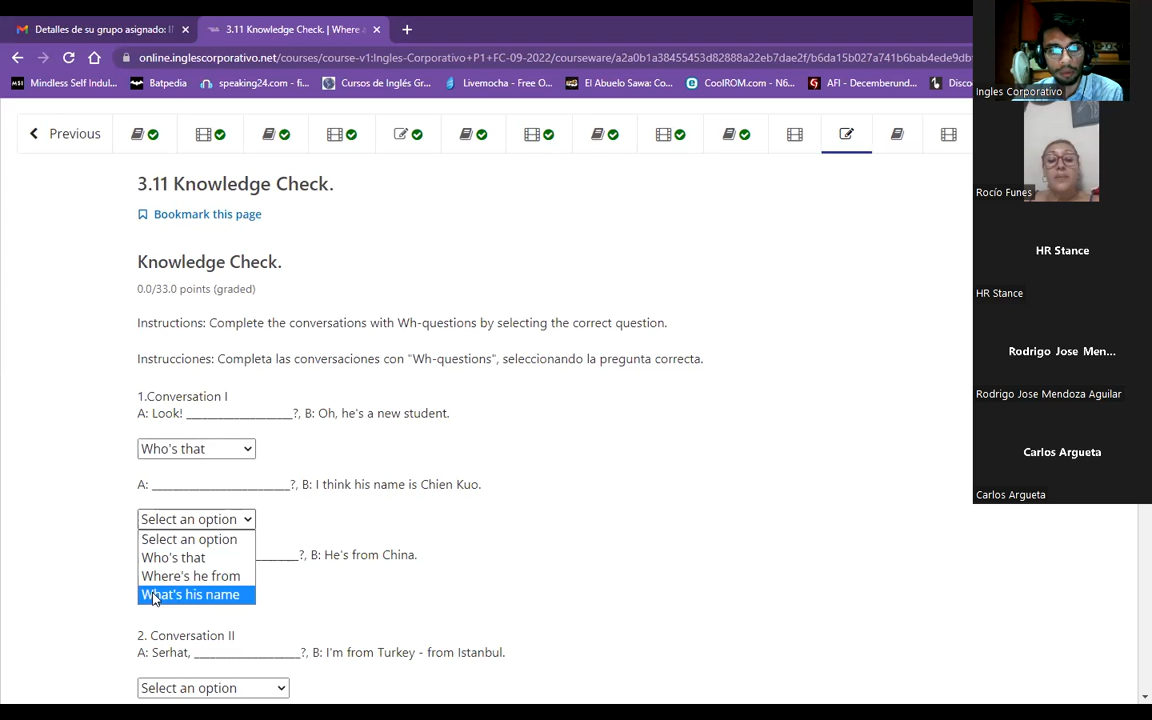 Detalles de su grupo asignado: I
3.11 Knowledge Check. | Where a
online.inglescorporativo.net/courses/course-v1:Ingles-Corporativo+P1+FC-09-2022/courseware/a2a0b1a38455453d82888a22eb7dae2f/b6da15b027a741b6bab4ede9db
MSI Mindless Self Indul...
Batpedia
speaking24.com - f...
Cursos de Inglés Gr...
Livemocha - Free O...
El Abuelo Sawa: Co...
CoolROM.com - N6...
AFI - Decemberund...
Disco
Previous
3.11 Knowledge Check.
Bookmark this page
Knowledge Check.
0.0/33.0 points (graded)
Instructions: Complete the conversations with Wh-questions by selecting the correct question.
Instrucciones: Completa las conversaciones con "Wh-questions", seleccionando la pregunta correcta.
1.Conversation I
A: Look! ___________________?, B: Oh, he's a new student.
Who's that
A: _________________________?, B: I think his name is Chien Kuo.
Select an option
Select an option
Who's that
Where's he from
What's his name
________?, B: He's from China.
2. Conversation II
A: Serhat, ___________________?, B: I'm from Turkey - from Istanbul.
Select an option
Ingles Corporativo
Rocío Funes
HR Stance
HR Stance
Rodrigo Jose Men...
Rodrigo Jose Mendoza Aguilar
Carlos Argueta
Carlos Argueta